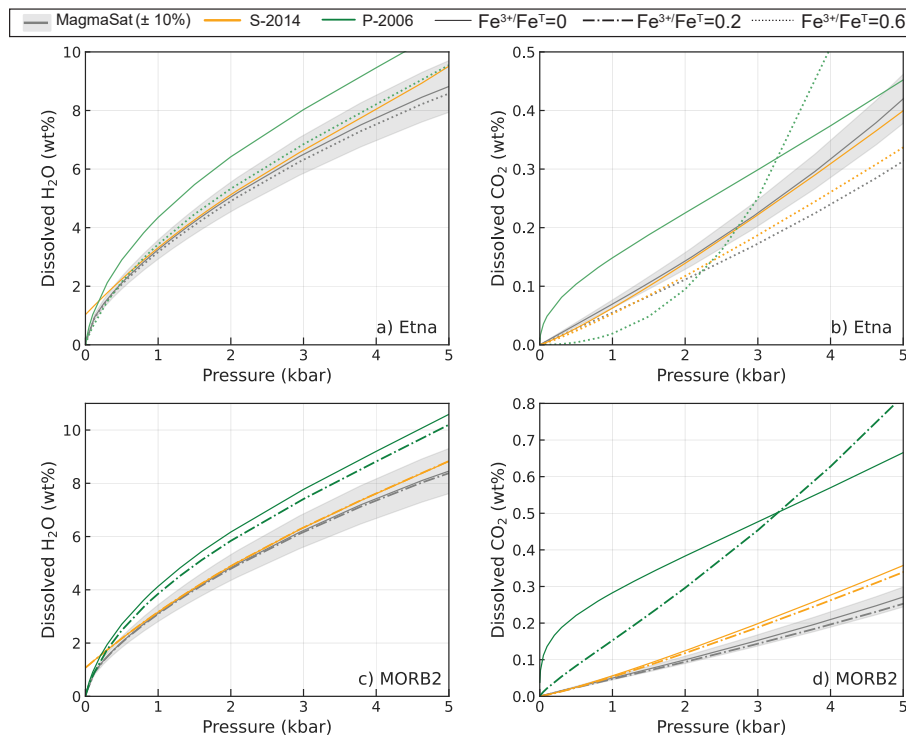 MagmaSat (± 10%) S-2014 P-2006 Fe³⁺/Feᵀ=0 Fe³⁺/Feᵀ=0.2 Fe³⁺/Feᵀ=0.6
10
8
6
4
2
0
Dissolved H₂O (wt%)
0 1 2 3 4 5
Pressure (kbar)
a) Etna
0.5
0.4
0.3
0.2
0.1
0.0
Dissolved CO₂ (wt%)
0 1 2 3 4 5
Pressure (kbar)
b) Etna
10
8
6
4
2
0
Dissolved H₂O (wt%)
0 1 2 3 4 5
Pressure (kbar)
c) MORB2
0.8
0.7
0.6
0.5
0.4
0.3
0.2
0.1
0.0
Dissolved CO₂ (wt%)
0 1 2 3 4 5
Pressure (kbar)
d) MORB2